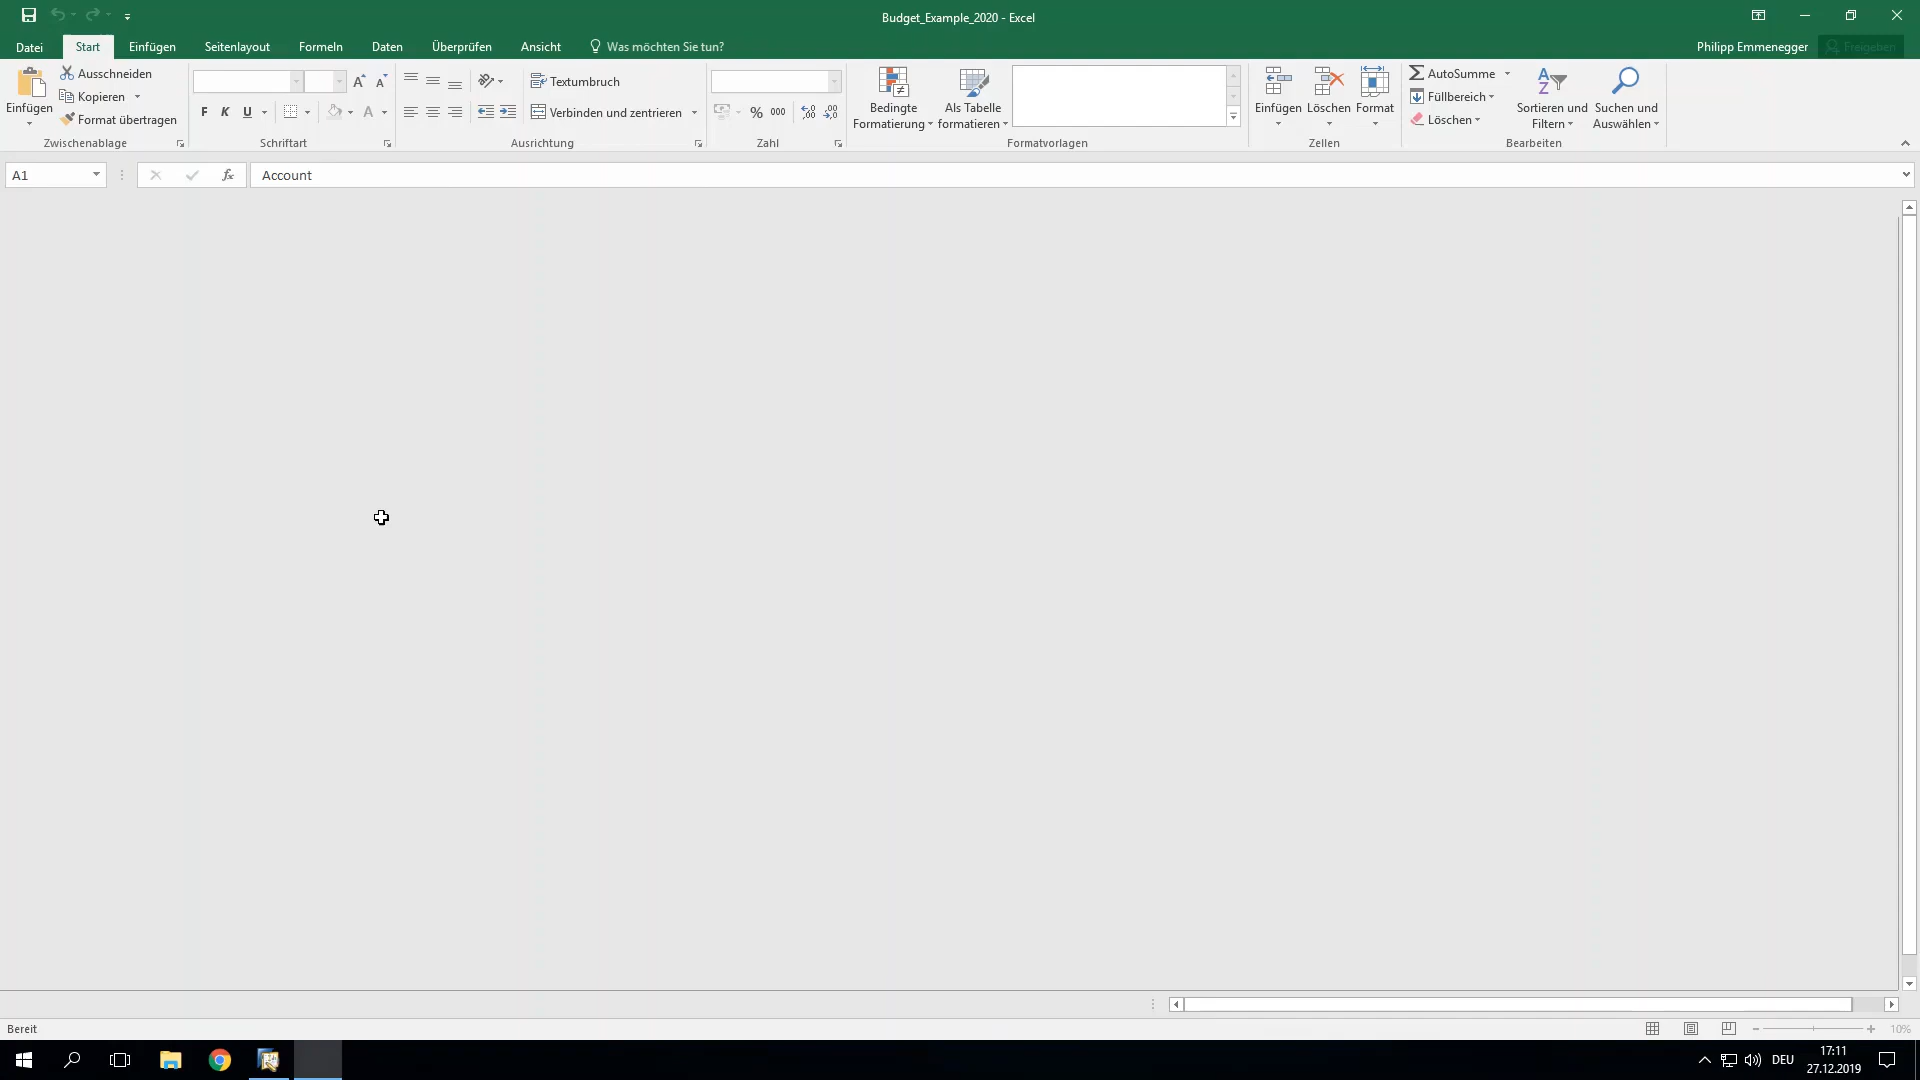 Budget_Example_2020 - Excel
Datei Start Einfügen Seitenlayout Formeln Daten Überprüfen Ansicht Was möchten Sie tun? Philipp Emmenegger Freigeben
Einfügen
Ausschneiden
Kopieren
Format übertragen
Zwischenablage
F K U
Schriftart
Textumbruch
Verbinden und zentrieren
Ausrichtung
% 000
Zahl
Bedingte Formatierung
Als Tabelle formatieren
Formatvorlagen
Einfügen Löschen Format
Zellen
AutoSumme
Füllbereich
Löschen
Sortieren und Filtern
Suchen und Auswählen
Bearbeiten
A1 fx Account
Bereit 10%
DEU
17:11
27.12.2019